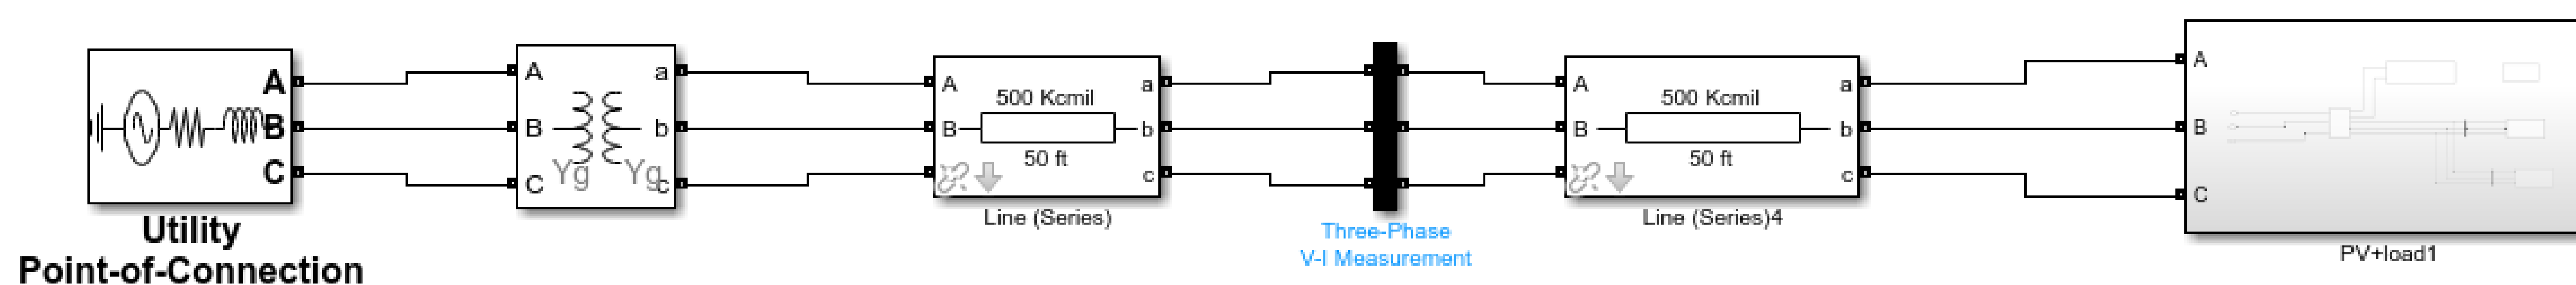 A
B
C
Utility
Point-of-Connection
A
B
C
a
b
c
Yg
Yg
A
B
500 Kcmil
50 ft
a
b
c
Line (Series)
Three-Phase
V-I Measurement
A
B
500 Kcmil
50 ft
a
b
c
Line (Series)4
A
B
C
PV+load1